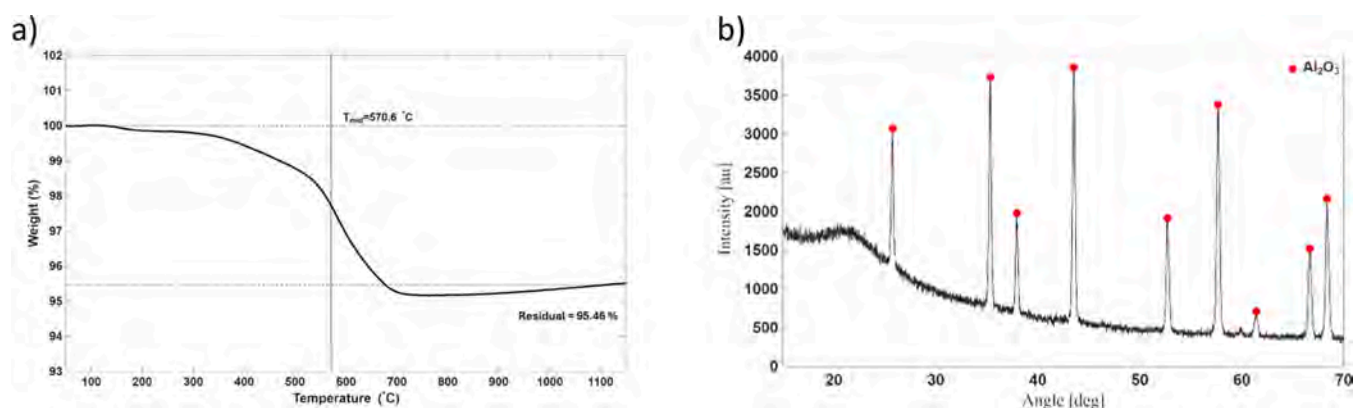 a)
102
101
100
99
98
97
96
95
94
93
Weight (%)
T_mid=570.6 °C
Residual = 95.46 %
100 200 300 400 500 600 700 800 900 1000 1100
Temperature (°C)
b)
4000
3500
3000
2500
2000
1500
1000
500
0
Intensity [au]
Al₂O₃
20 30 40 50 60 70
Angle [deg]